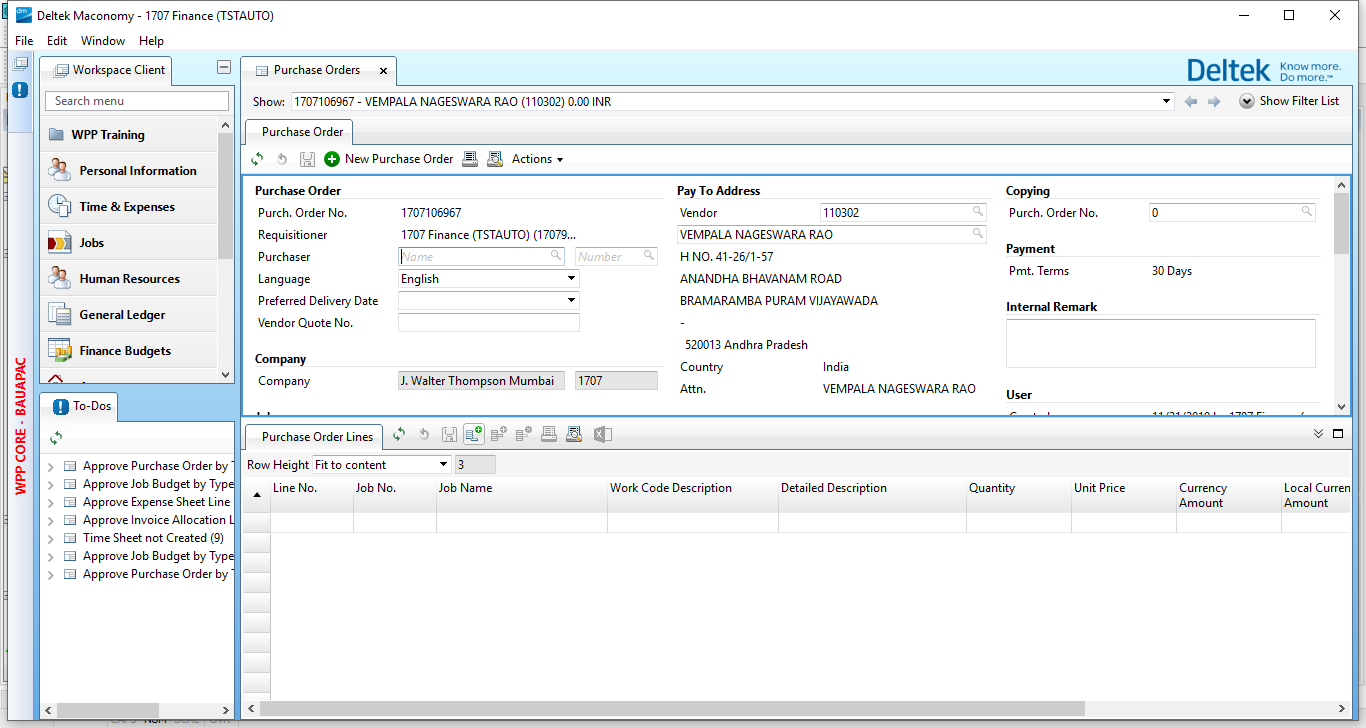 Deltek Maconomy - 1707 Finance (TSTAUTO)
File Edit Window Help
Workspace Client
Search menu
WPP Training
Personal Information
Time & Expenses
Jobs
Human Resources
General Ledger
Finance Budgets
WPP CORE - BAUAPAC
To-Dos
Approve Purchase Order by
Approve Job Budget by Type
Approve Expense Sheet Line
Approve Invoice Allocation L
Time Sheet not Created (9)
Approve Job Budget by Type
Approve Purchase Order by
Purchase Orders
Deltek Know more.
Do more.™
Show: 1707106967 - VEMPALA NAGESWARA RAO (110302) 0.00 INR Show Filter List
Purchase Order
New Purchase Order Actions
Purchase Order
Purch. Order No. 1707106967
Requisitioner 1707 Finance (TSTAUTO) (17079...
Purchaser Name Number
Language English
Preferred Delivery Date
Vendor Quote No.
Company
Company J. Walter Thompson Mumbai 1707
Pay To Address
Vendor 110302
VEMPALA NAGESWARA RAO
H NO. 41-26/1-57
ANANDHA BHAVANAM ROAD
BRAMARAMBA PURAM VIJAYAWADA
-
520013 Andhra Pradesh
Country India
Attn. VEMPALA NAGESWARA RAO
Copying
Purch. Order No. 0
Payment
Pmt. Terms 30 Days
Internal Remark
User
Purchase Order Lines
Row Height Fit to content 3
Line No. Job No. Job Name Work Code Description Detailed Description Quantity Unit Price Currency Amount Local Curren Amount